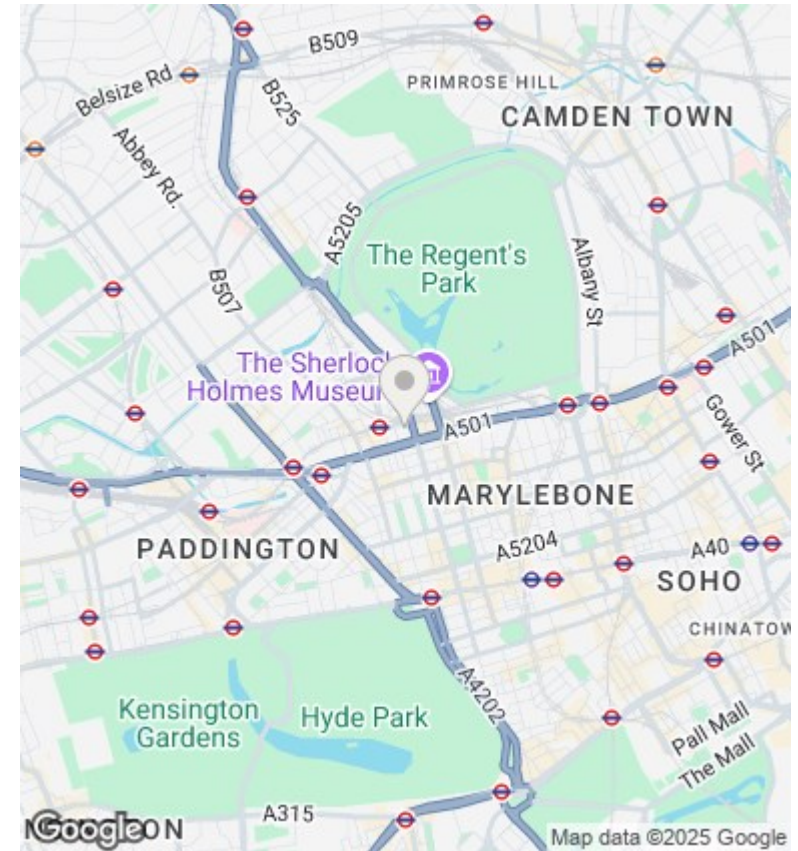 B509
Belsize Rd
PRIMROSE HILL
B525
CAMDEN TOWN
Abbey Rd.
A5205
The Regent's
Park
Albany St
B507
A501
The Sherlock
Holmes Museum
Gower St
A501
MARYLEBONE
A5204
A40
PADDINGTON
SOHO
CHINATOW
A4202
Kensington
Gardens
Hyde Park
Pall Mall
The Mall
A315
Google
Map data ©2025 Google